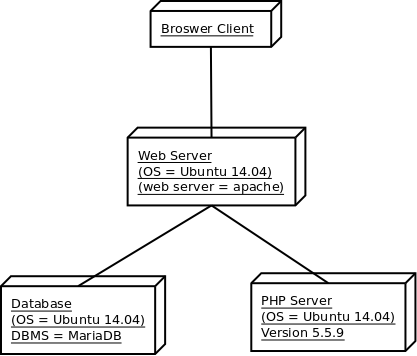 Broswer Client
Web Server
(OS = Ubuntu 14.04)
(web server = apache)
Database
(OS = Ubuntu 14.04)
DBMS = MariaDB
PHP Server
(OS = Ubuntu 14.04)
Version 5.5.9